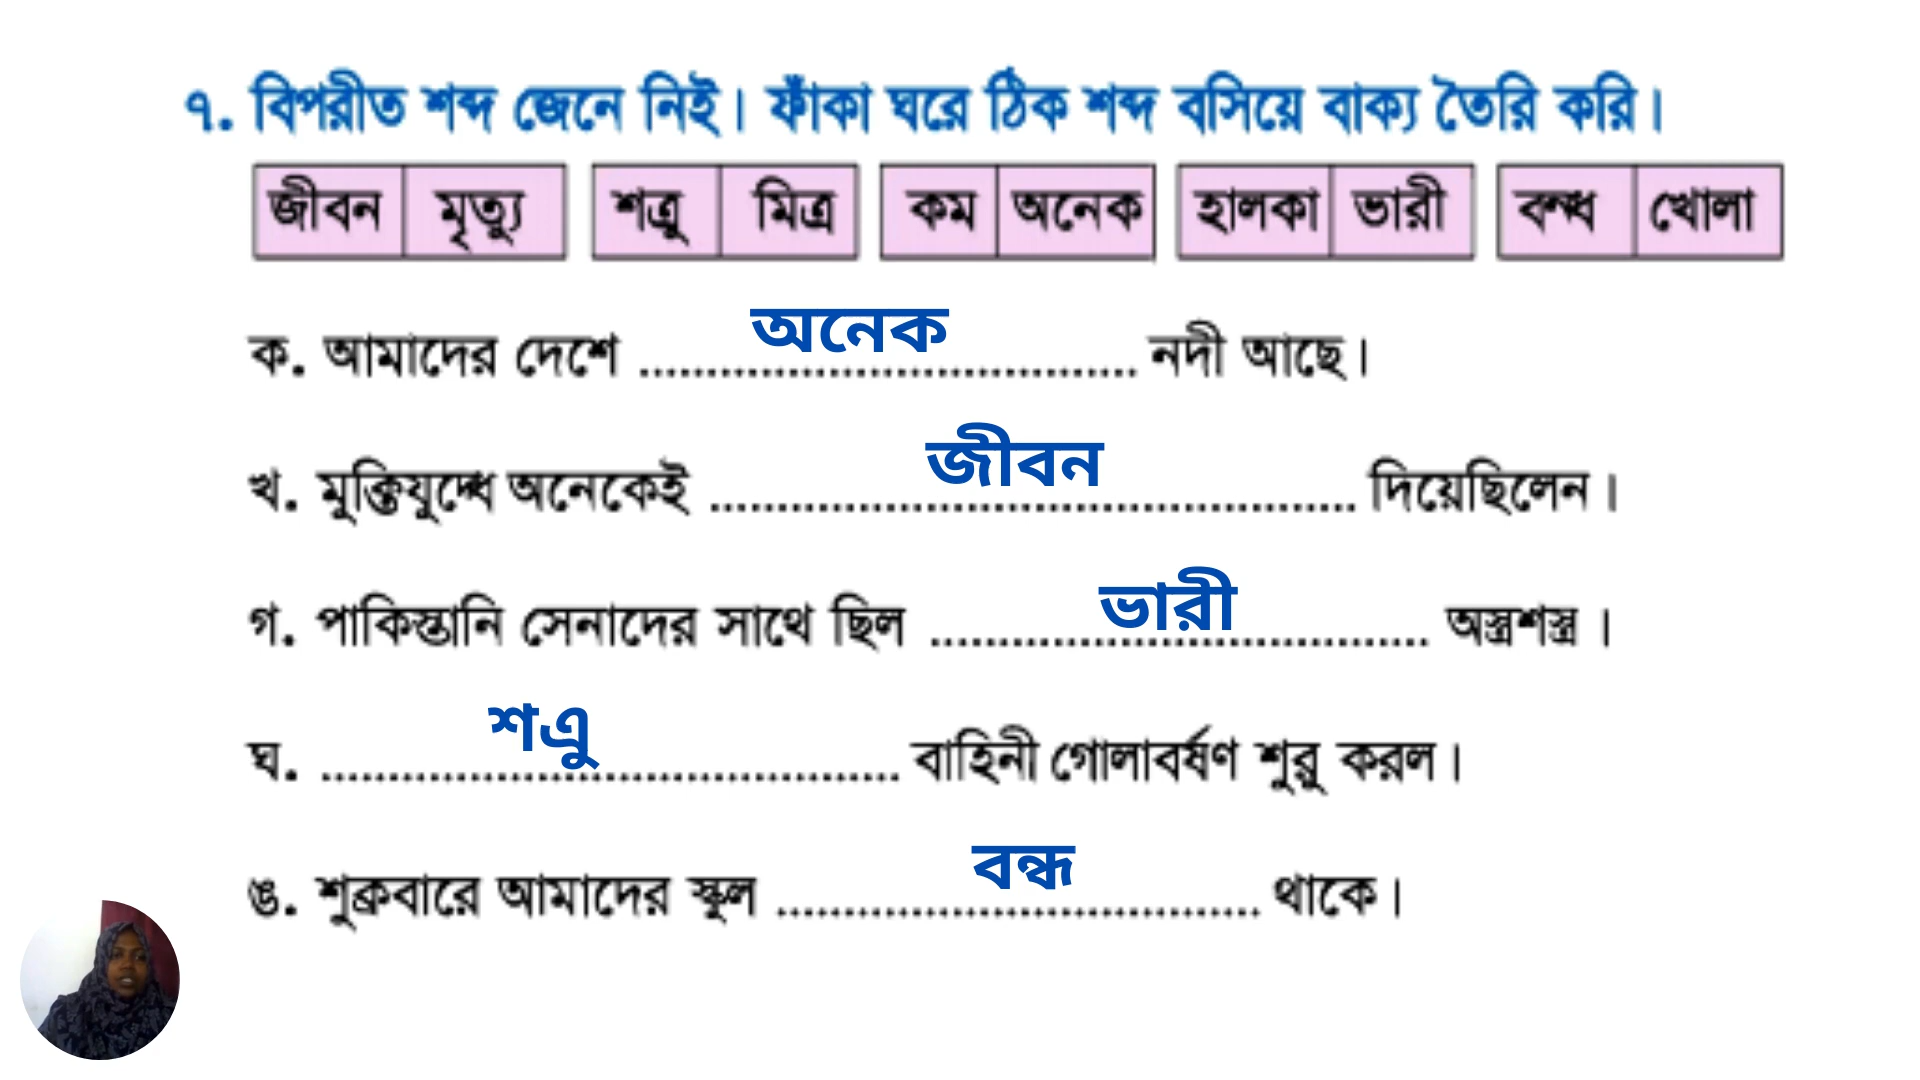 ৭. বিপরীত শব্দ জেনে নিই। ফাঁকা ঘরে ঠিক শব্দ বসিয়ে বাক্য তৈরি করি।
জীবন মৃত্যু শত্রু মিত্র কম অনেক হালকা ভারী বন্ধ খোলা
ক. আমাদের দেশে .......... অনেক .......... নদী আছে।
খ. মুক্তিযুদ্ধে অনেকেই .......... জীবন .......... দিয়েছিলেন।
গ. পাকিস্তানি সেনাদের সাথে ছিল .......... ভারী .......... অস্ত্রশস্ত্র।
ঘ. .......... শএু .......... বাহিনী গোলাবর্ষণ শুরু করল।
ঙ. শুক্রবারে আমাদের স্কুল .......... বন্ধ .......... থাকে।